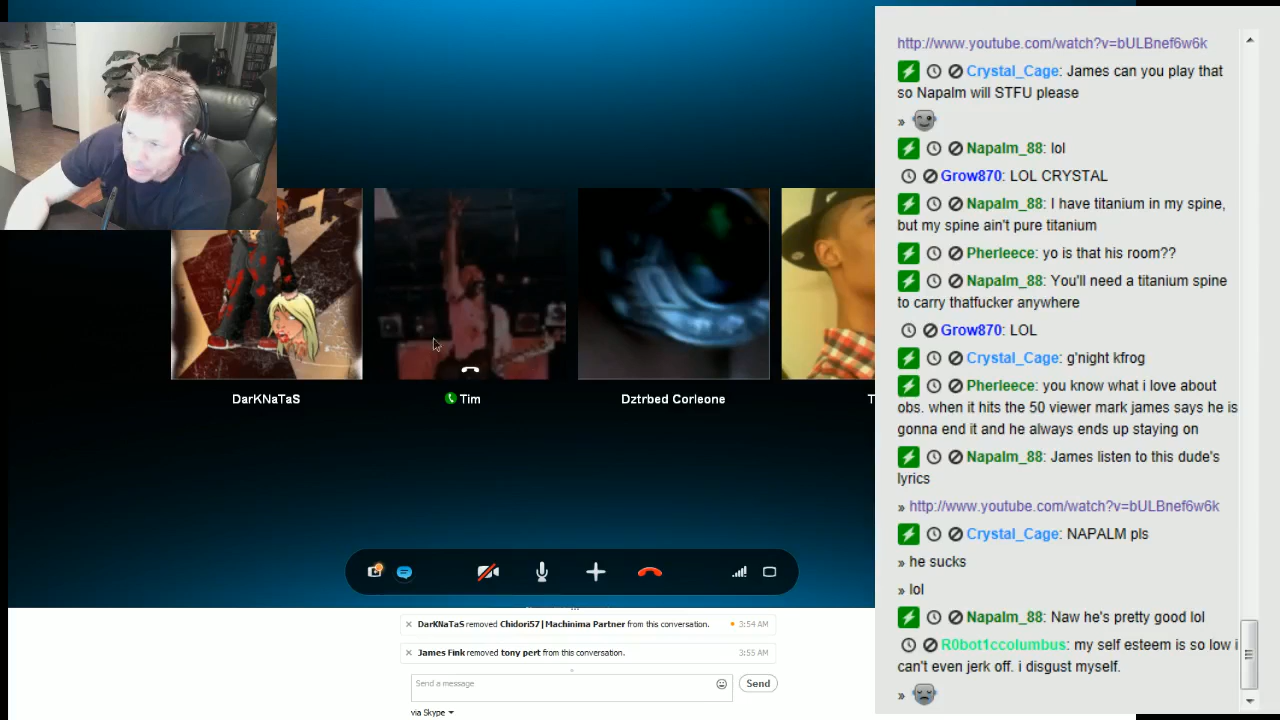 http://www.youtube.com/watch?v=bULBnef6w6k
Crystal_Cage: James can you play that
so Napalm will STFU please
»
Napalm_88: lol
Grow870: LOL CRYSTAL
Napalm_88: I have titanium in my spine,
but my spine ain't pure titanium
Pherleece: yo is that his room??
Napalm_88: You'll need a titanium spine
to carry thatfucker anywhere
Grow870: LOL
Crystal_Cage: g'night kfrog
Pherleece: you know what i love about
obs. when it hits the 50 viewer mark james says he is
gonna end it and he always ends up staying on
Napalm_88: James listen to this dude's
lyrics
» http://www.youtube.com/watch?v=bULBnef6w6k
Crystal_Cage: NAPALM pls
» he sucks
» lol
Napalm_88: Naw he's pretty good lol
R0bot1ccolumbus: my self esteem is so low i
can't even jerk off. i disgust myself.
»
DarKNaTaS
Tim
Dztrbed Corleone
T
DarKNaTaS removed Chidori57 | Machinima Partner from this conversation. 3:54 AM
James Fink removed tony pert from this conversation. 3:55 AM
Send a message
Send
via Skype